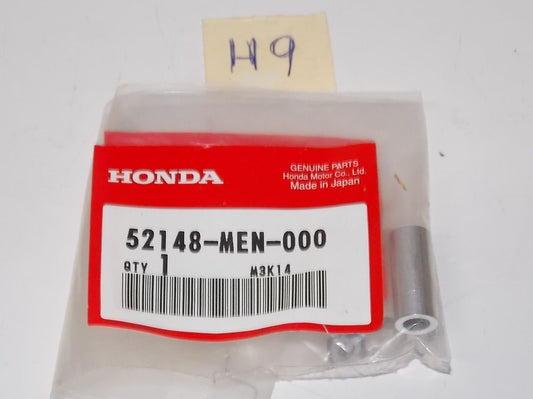 H9
GENUINE PARTS
Honda Motor Co., Ltd.
Made in Japan
HONDA
52148-MEN-000
QTY 1 M3K14